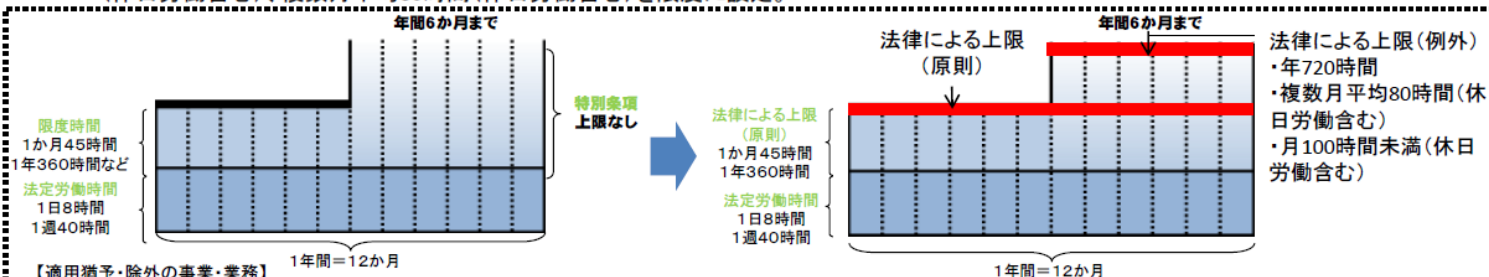 年間6か月まで
限度時間
1か月45時間
1年360時間など
法定労働時間
1日8時間
1週40時間
特別条項
上限なし
1年間=12か月
【適用猶予・除外の事業・業務】
年間6か月まで
法律による上限
(原則)
法律による上限
(原則)
1か月45時間
1年360時間
法定労働時間
1日8時間
1週40時間
1年間=12か月
法律による上限(例外)
・年720時間
・複数月平均80時間(休
日労働含む)
・月100時間未満(休日
労働含む)